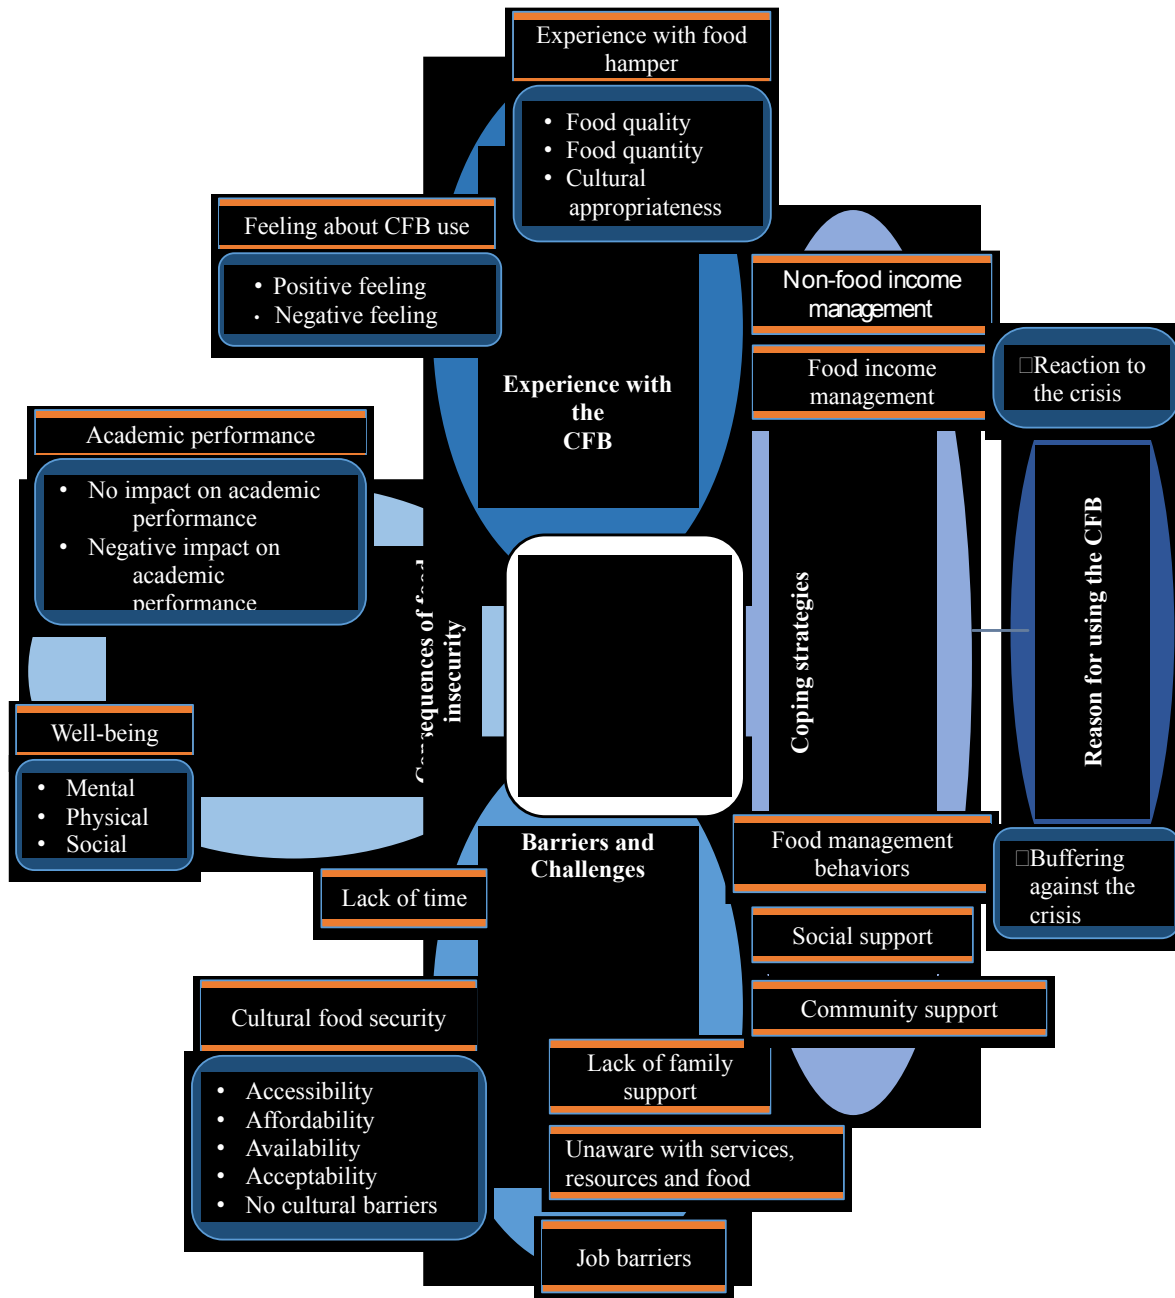 Experience with food
hamper
• Food quality
• Food quantity
• Cultural
appropriateness
Feeling about CFB use
• Positive feeling
• Negative feeling
Experience with
the
CFB
Non-food income
management
Food income
management
□Reaction to
the crisis
Academic performance
• No impact on academic
performance
• Negative impact on
academic
performance
Consequences of food
insecurity
Coping strategies
Reason for using the CFB
Well-being
• Mental
• Physical
• Social
Barriers and
Challenges
Food management
behaviors
□Buffering
against the
crisis
Lack of time
Social support
Cultural food security
Community support
• Accessibility
• Affordability
• Availability
• Acceptability
• No cultural barriers
Lack of family
support
Unaware with services,
resources and food
Job barriers